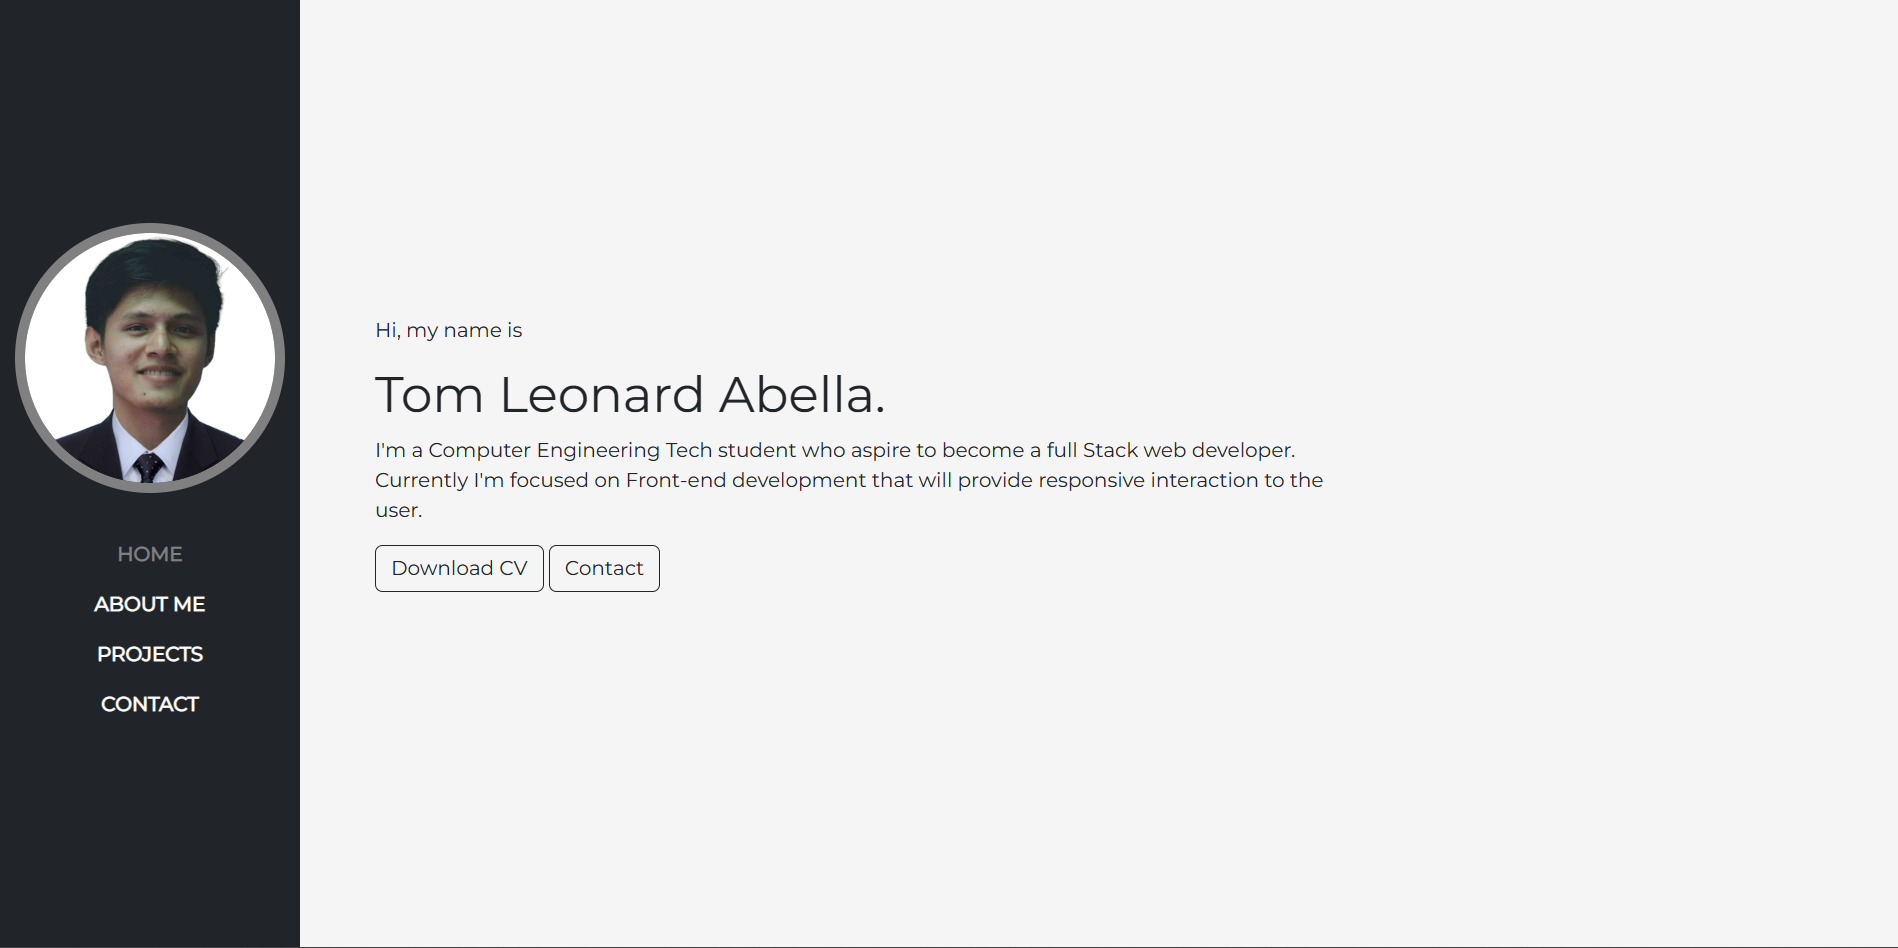 HOME
ABOUT ME
PROJECTS
CONTACT
Hi, my name is
Tom Leonard Abella.
I'm a Computer Engineering Tech student who aspire to become a full Stack web developer.
Currently I'm focused on Front-end development that will provide responsive interaction to the
user.
Download CV
Contact